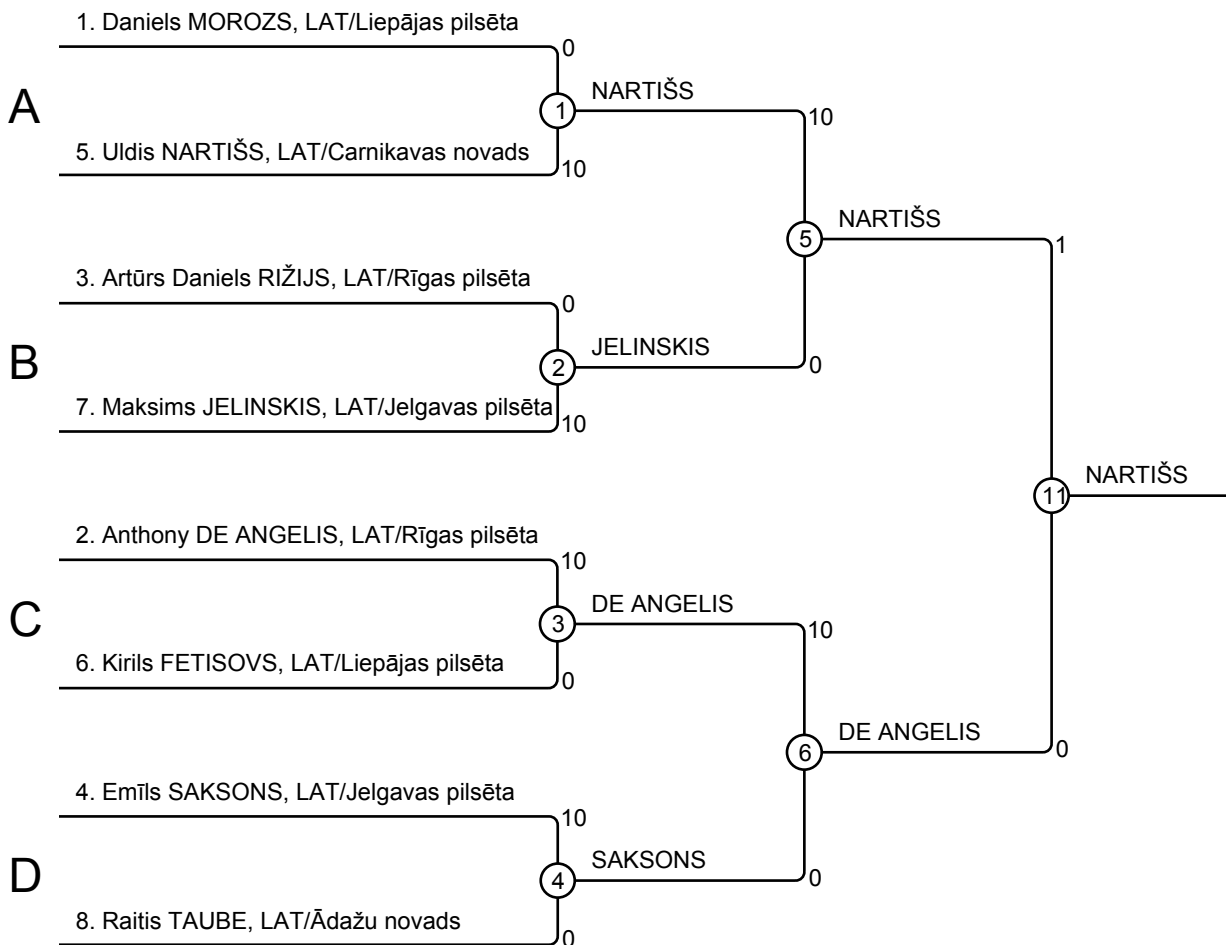 1. Daniels MOROZS, LAT/Liepājas pilsēta
0
NARTIŠS
A
1
10
5. Uldis NARTIŠS, LAT/Carnikavas novads
10
NARTIŠS
5
1
3. Artūrs Daniels RIŽIJS, LAT/Rīgas pilsēta
0
JELINSKIS
B
2
0
7. Maksims JELINSKIS, LAT/Jelgavas pilsēta
10
NARTIŠS
11
2. Anthony DE ANGELIS, LAT/Rīgas pilsēta
10
DE ANGELIS
C
3
10
6. Kirils FETISOVS, LAT/Liepājas pilsēta
0
DE ANGELIS
6
0
4. Emīls SAKSONS, LAT/Jelgavas pilsēta
10
SAKSONS
D
4
0
8. Raitis TAUBE, LAT/Ādažu novads
0